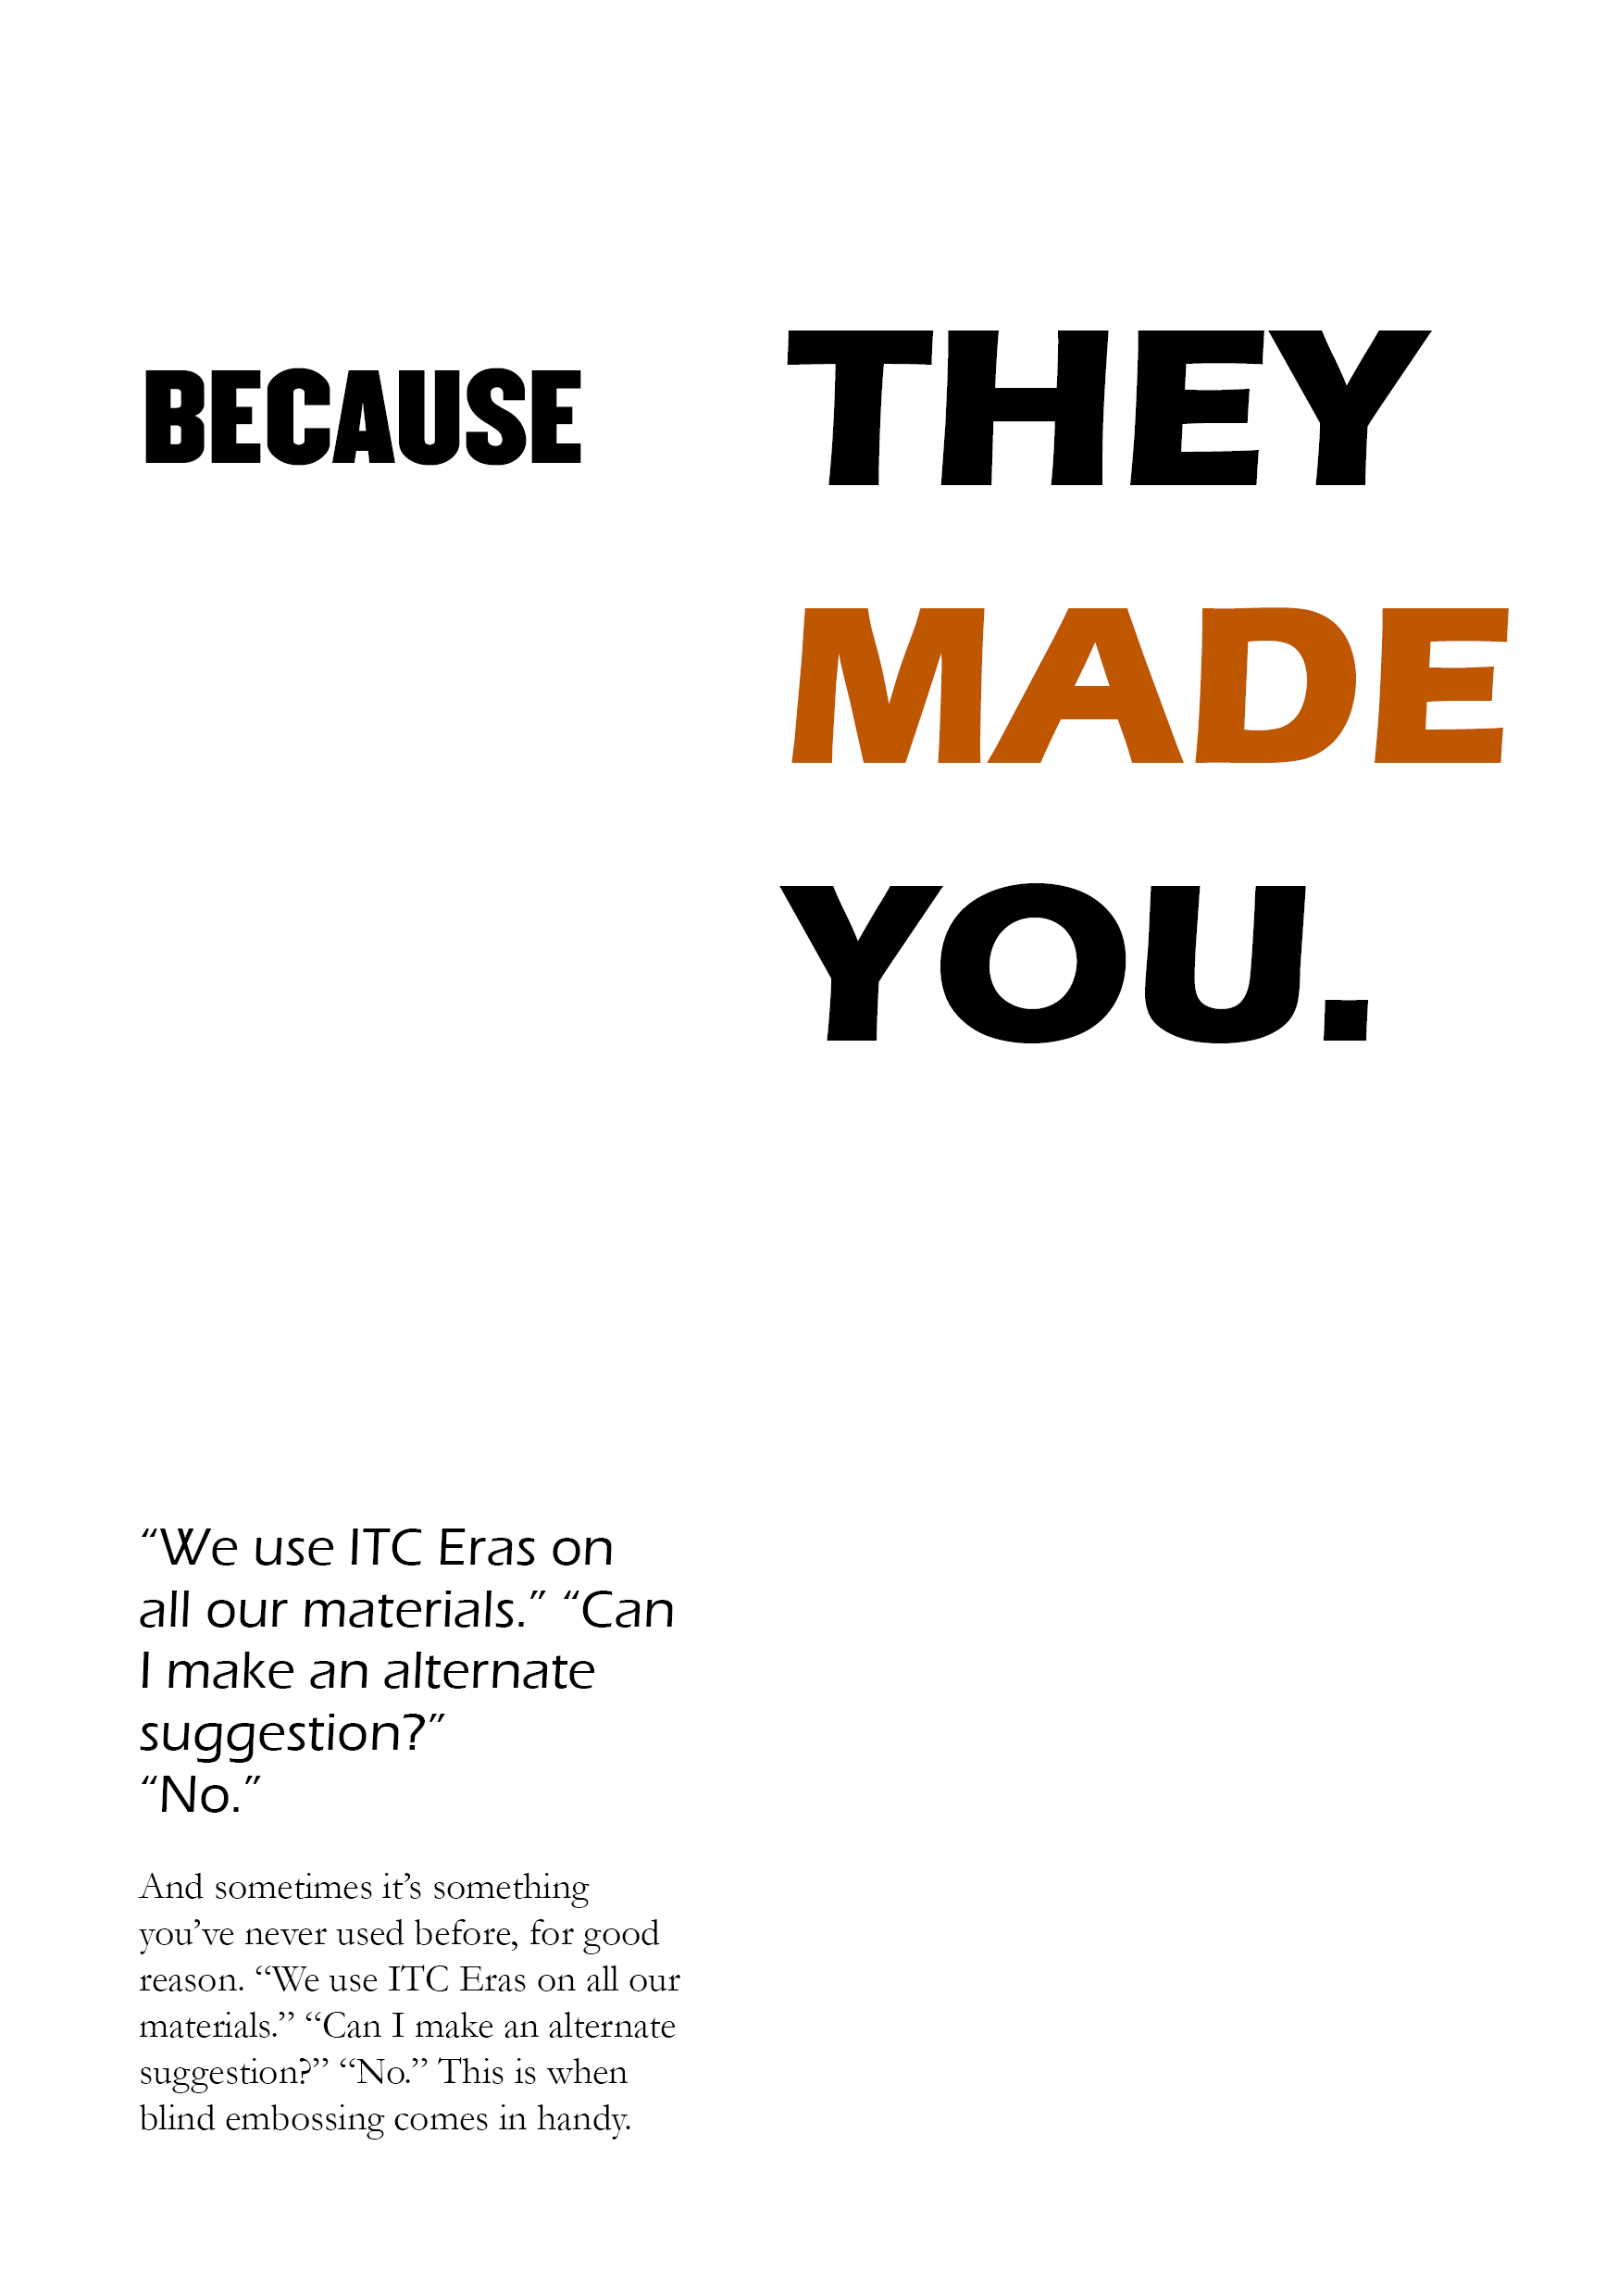 BECAUSE
THEY
MADE
YOU.
“We use ITC Eras on
all our materials.” “Can
I make an alternate
suggestion?”
“No.”
And sometimes it’s something
you’ve never used before, for good
reason. “We use ITC Eras on all our
materials.” “Can I make an alternate
suggestion?” “No.” This is when
blind embossing comes in handy.